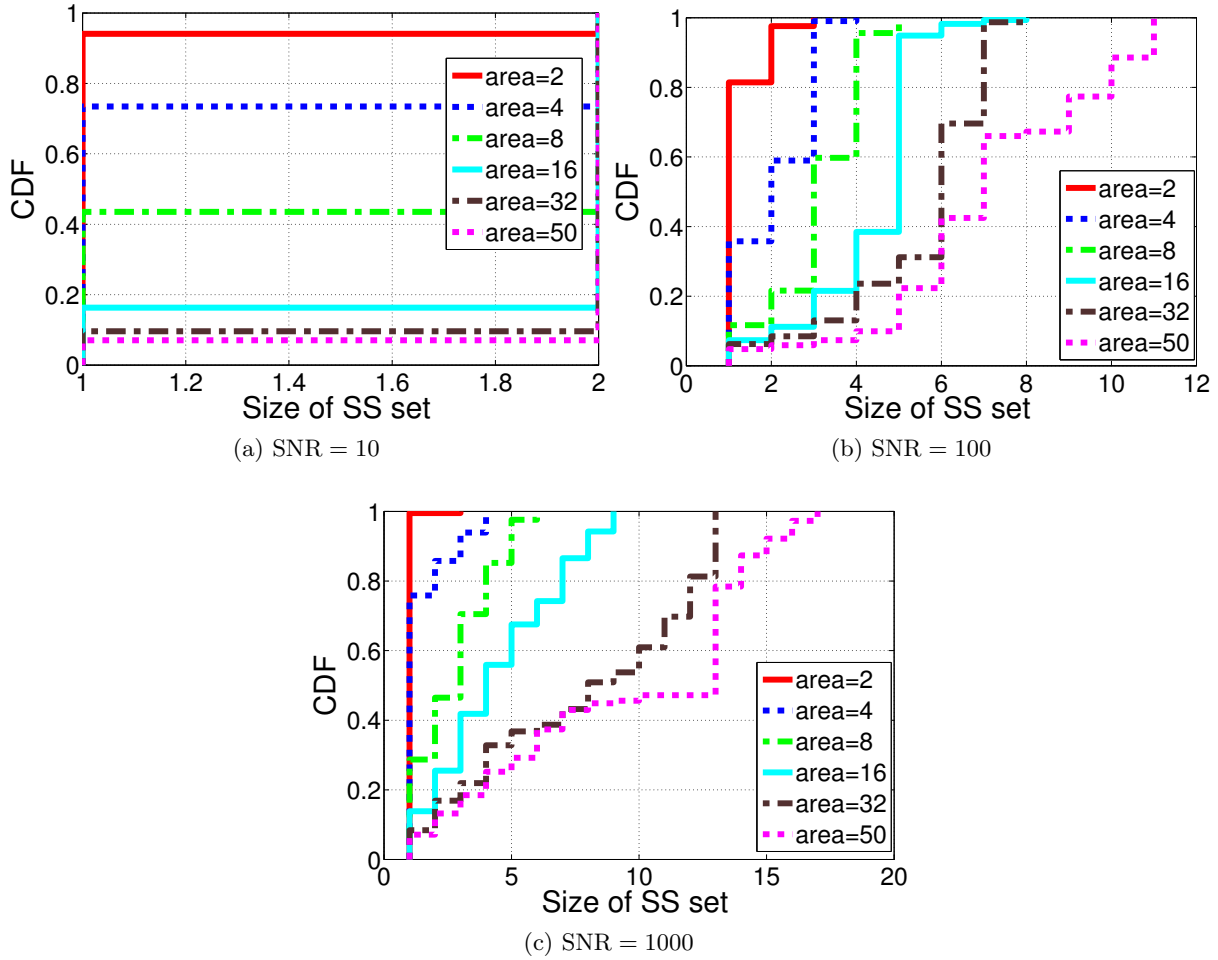 1
0.8
0.6
0.4
0.2
0
CDF
1
1.2
1.4
1.6
1.8
2
Size of SS set
area=2
area=4
area=8
area=16
area=32
area=50
(a) SNR = 10
1
0.8
0.6
0.4
0.2
0
CDF
0
2
4
6
8
10
12
Size of SS set
area=2
area=4
area=8
area=16
area=32
area=50
(b) SNR = 100
1
0.8
0.6
0.4
0.2
0
CDF
0
5
10
15
20
Size of SS set
area=2
area=4
area=8
area=16
area=32
area=50
(c) SNR = 1000